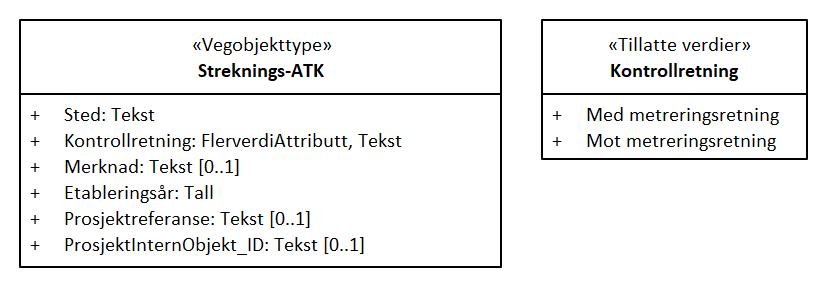 «Vegobjekttype»
Streknings-ATK
+ Sted: Tekst
+ Kontrollretning: FlerverdiAttributt, Tekst
+ Merknad: Tekst [0..1]
+ Etableringsår: Tall
+ Prosjektreferanse: Tekst [0..1]
+ ProsjektInternObjekt_ID: Tekst [0..1]
«Tillatte verdier»
Kontrollretning
+ Med metreringsretning
+ Mot metreringsretning